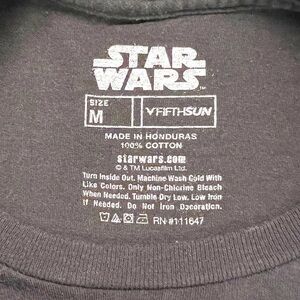 STAR
WARS
SIZE
M
FIFTHSUN
MADE IN HONDURAS
100% COTTON
starwars.com
© & TM Lucasfilm Ltd.
Turn Inside Out. Machine Wash Cold With
Like Colors. Only Non-Chlorine Bleach
When Needed. Tumble Dry Low. Low Iron
If Needed. Do Not Iron Decoration.
RN#111647